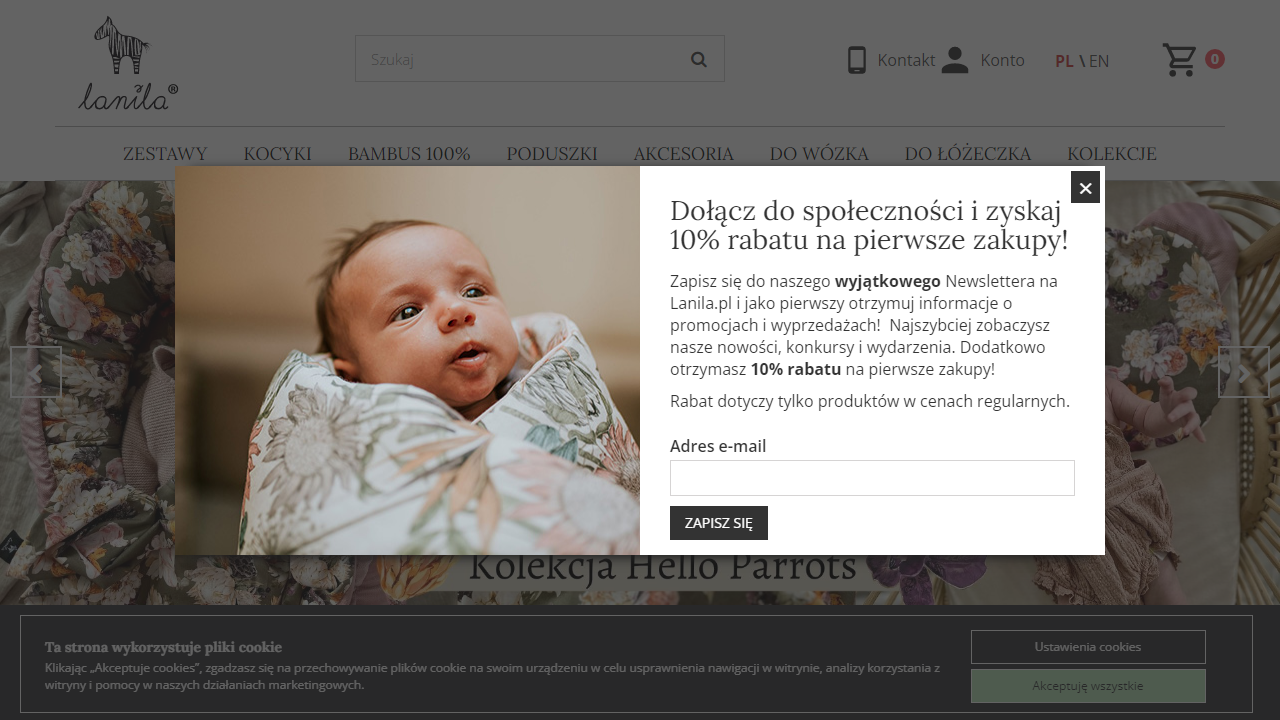 lanila®
Szukaj
Kontakt
Konto
PL \ EN
0
ZESTAWY KOCYKI BAMBUS 100% PODUSZKI AKCESORIA DO WÓZKA DO ŁÓŻECZKA KOLEKCJE
Dołącz do społeczności i zyskaj
10% rabatu na pierwsze zakupy!
Zapisz się do naszego wyjątkowego Newslettera na
Lanila.pl i jako pierwszy otrzymuj informacje o
promocjach i wyprzedażach! Najszybciej zobaczysz
nasze nowości, konkursy i wydarzenia. Dodatkowo
otrzymasz 10% rabatu na pierwsze zakupy!
Rabat dotyczy tylko produktów w cenach regularnych.
Adres e-mail
ZAPISZ SIĘ
Kolekcja Hello Parrots
Ta strona wykorzystuje pliki cookie
Klikając „Akceptuje cookies”, zgadzasz się na przechowywanie plików cookie na swoim urządzeniu w celu usprawnienia nawigacji w witrynie, analizy korzystania z
witryny i pomocy w naszych działaniach marketingowych.
Ustawienia cookies
Akceptuję wszystkie